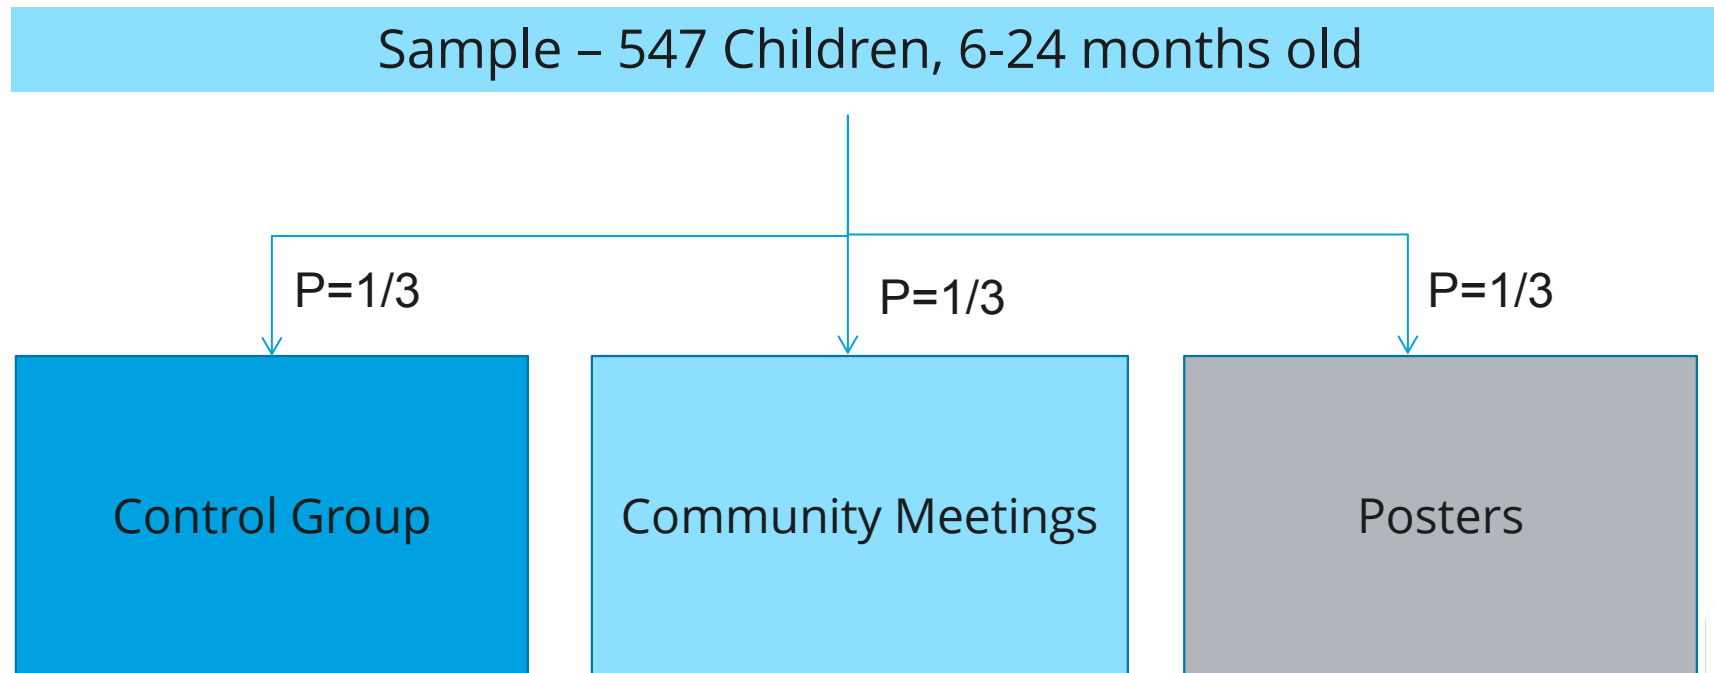 Sample – 547 Children, 6-24 months old
P=1/3
P=1/3
P=1/3
Control Group
Community Meetings
Posters